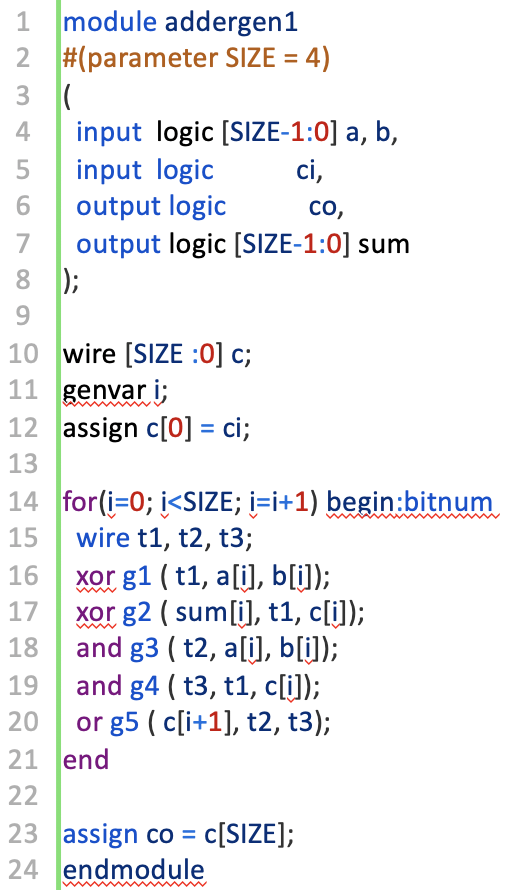 1 module addergen1
2 #(parameter SIZE = 4)
3 (
4 input logic [SIZE-1:0] a, b,
5 input logic ci,
6 output logic co,
7 output logic [SIZE-1:0] sum
8 );
9
10 wire [SIZE :0] c;
11 genvar i;
12 assign c[0] = ci;
13
14 for(i=0; i<SIZE; i=i+1) begin:bitnum
15 wire t1, t2, t3;
16 xor g1 ( t1, a[i], b[i]);
17 xor g2 ( sum[i], t1, c[i]);
18 and g3 ( t2, a[i], b[i]);
19 and g4 ( t3, t1, c[i]);
20 or g5 ( c[i+1], t2, t3);
21 end
22
23 assign co = c[SIZE];
24 endmodule